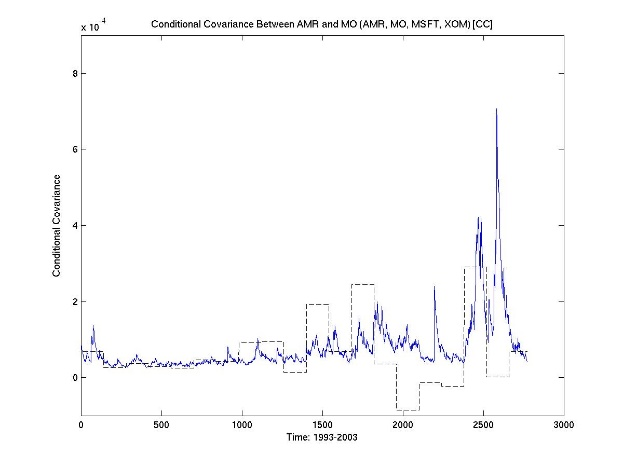 Conditional Covariance Between AMR and MO (AMR, MO, MSFT, XOM) [CC]
x 10^4
8
6
4
2
0
Conditional Covariance
0 500 1000 1500 2000 2500 3000
Time: 1993-2003